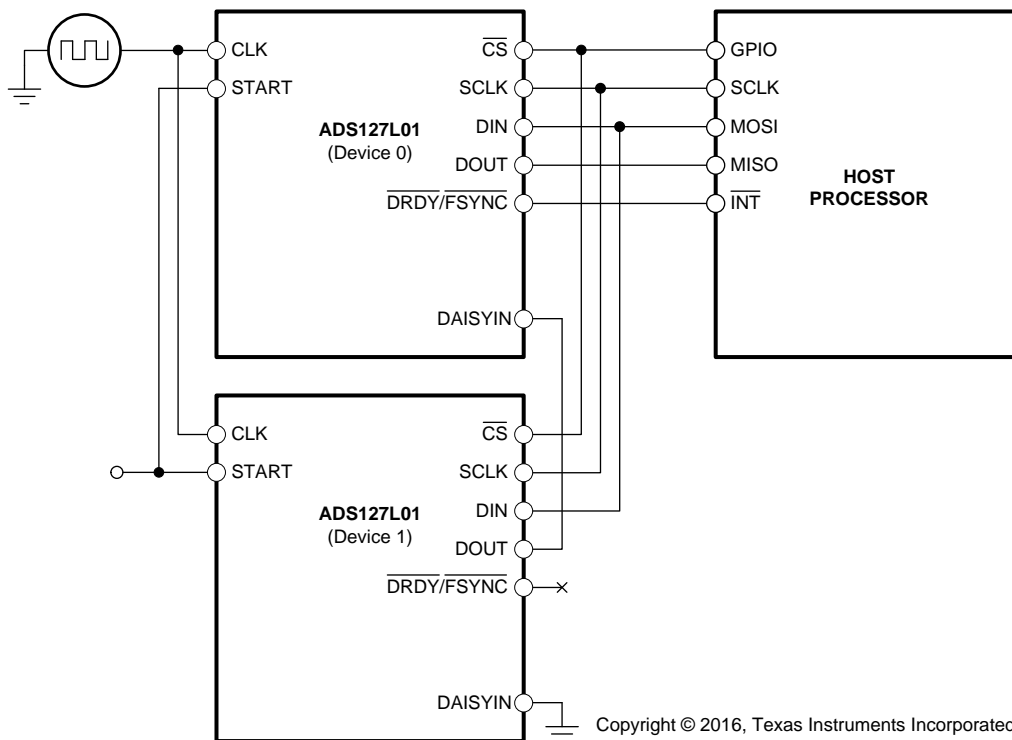 CLK
START
ADS127L01
(Device 0)
CS
SCLK
DIN
DOUT
DRDY/FSYNC
DAISYIN
GPIO
SCLK
MOSI
MISO
INT
HOST
PROCESSOR
CLK
START
ADS127L01
(Device 1)
CS
SCLK
DIN
DOUT
DRDY/FSYNC
DAISYIN
Copyright © 2016, Texas Instruments Incorporated